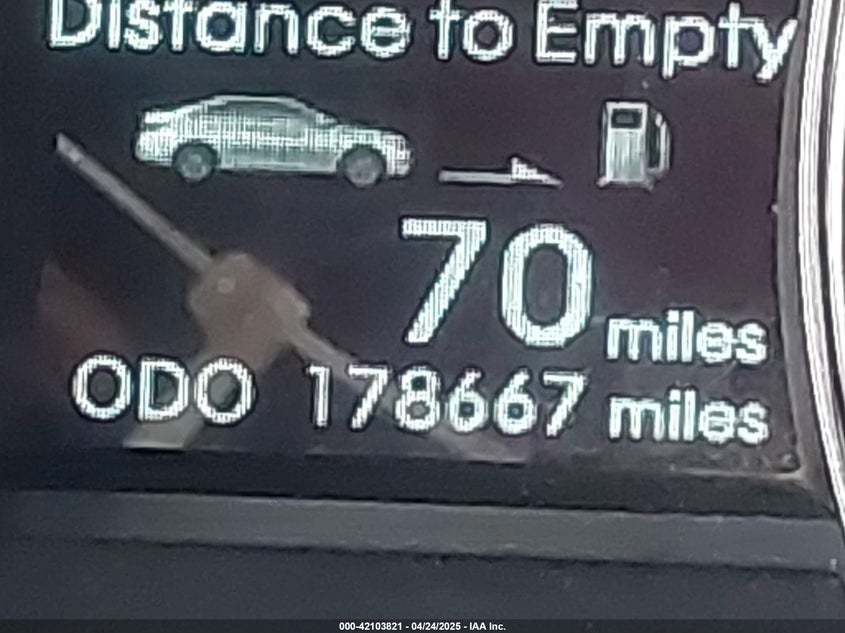 Distance to Empty
70 miles
ODO 178667 miles
000-42103821 - 04/24/2025 - IAA Inc.